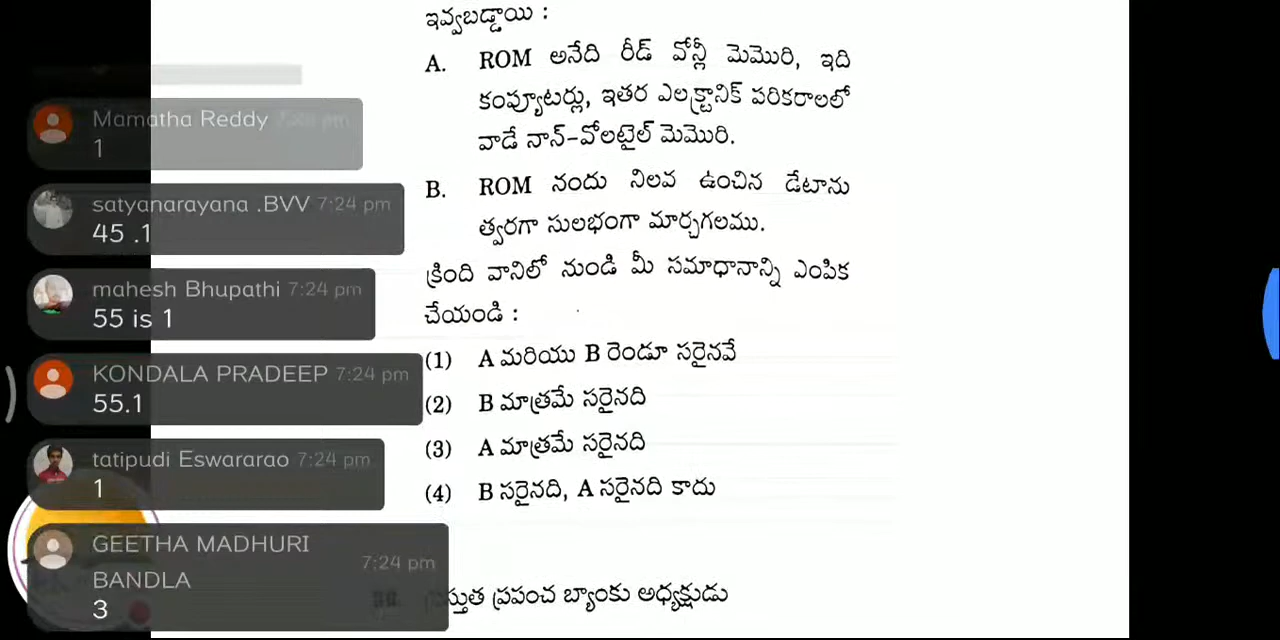 ఇవ్వబడ్డాయి :
A. ROM అనేది రీడ్ వోన్లీ మెమొరి, ఇది
కంప్యూటర్లు, ఇతర ఎలక్ట్రానిక్ పరికరాలలో
వాడే నాన్-వోలటైల్ మెమొరి.
B. ROM నందు నిలవ ఉంచిన డేటాను
త్వరగా సులభంగా మార్చగలము.
క్రింది వానిలో నుండి మీ సమాధానాన్ని ఎంపిక
చేయండి :
(1) A మరియు B రెండూ సరైనవే
(2) B మాత్రమే సరైనది
(3) A మాత్రమే సరైనది
(4) B సరైనది, A సరైనది కాదు
ప్రపంచ బ్యాంకు అధ్యక్షుడు
Mamatha Reddy
1
satyanarayana .BVV 7:24 pm
45 .1
mahesh Bhupathi 7:24 pm
55 is 1
KONDALA PRADEEP 7:24 pm
55.1
tatipudi Eswararao 7:24 pm
1
GEETHA MADHURI
BANDLA 7:24 pm
3